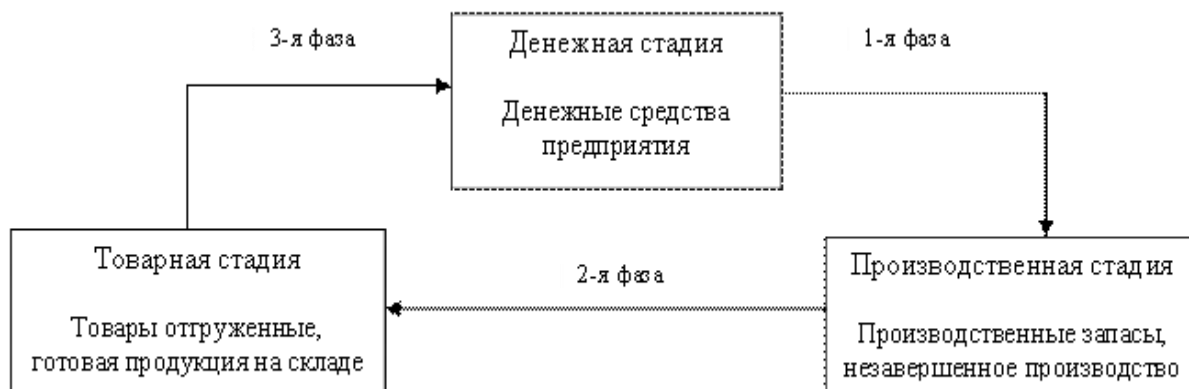 3-я фаза
Денежная стадия
1-я фаза
Денежные средства
предприятия
Товарная стадия
2-я фаза
Производственная стадия
Товары отгруженные,
готовая продукция на складе
Производственные запасы,
незавершенное производство